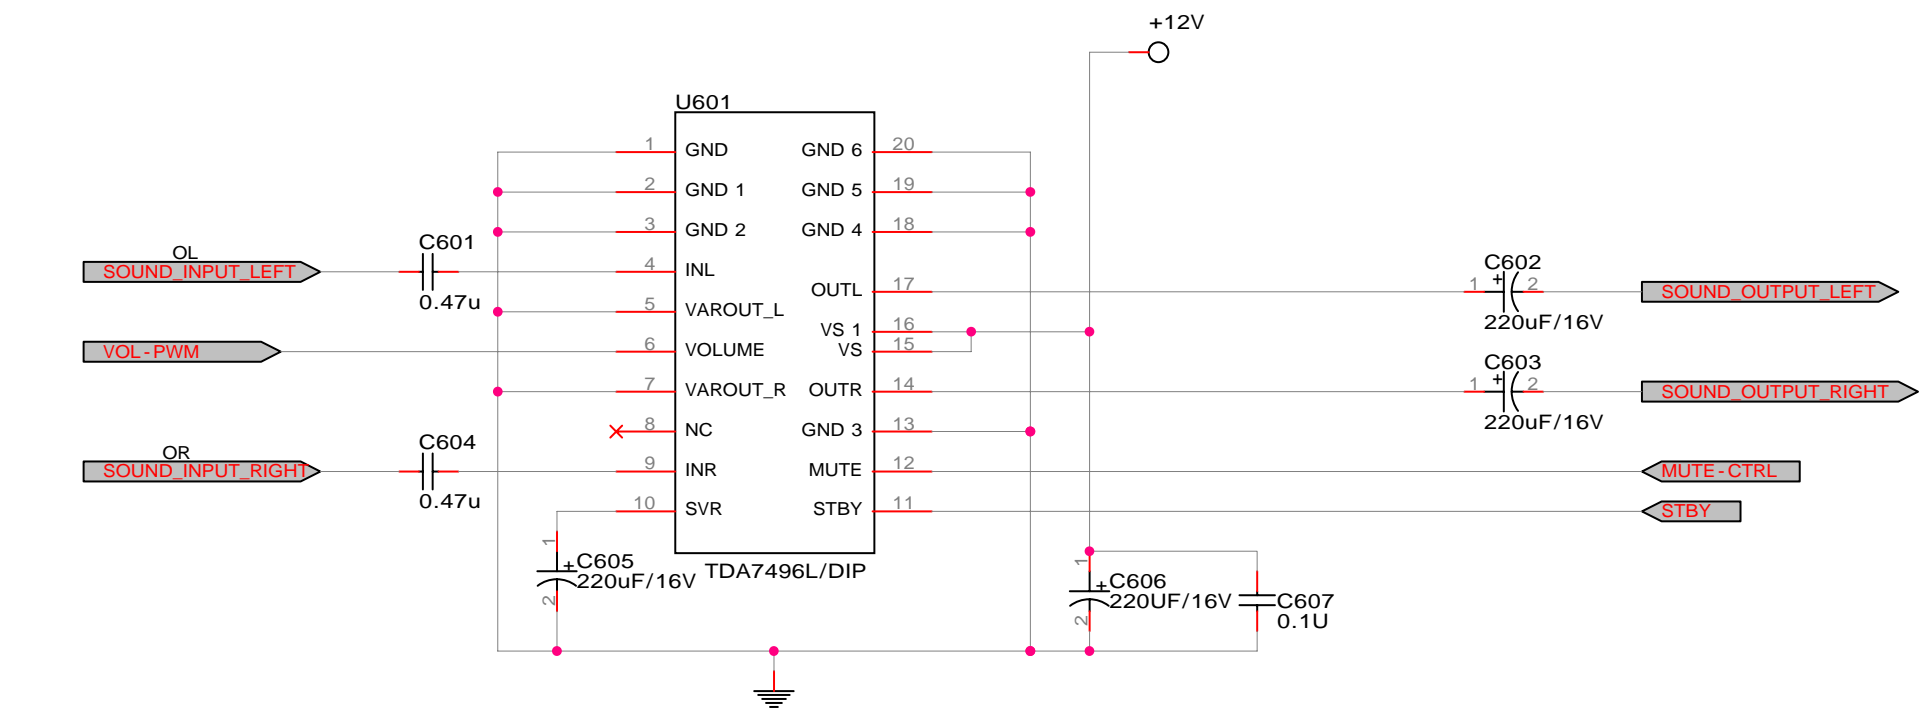 +12V
U601
1 GND GND 6 20
2 GND 1 GND 5 19
3 GND 2 GND 4 18
OL
SOUND_INPUT_LEFT
C601
0.47u
4 INL
OUTL 17
C602
1 + 2
220uF/16V
SOUND_OUTPUT_LEFT
5 VAROUT_L
VS 1 16
VOL-PWM
6 VOLUME VS 15
7 VAROUT_R OUTR 14
C603
1 + 2
220uF/16V
SOUND_OUTPUT_RIGHT
8 NC GND 3 13
OR
SOUND_INPUT_RIGHT
C604
0.47u
9 INR MUTE 12
MUTE-CTRL
10 SVR STBY 11
STBY
TDA7496L/DIP
1
+C605
220uF/16V
2
1
+C606
220UF/16V
2
C607
0.1U